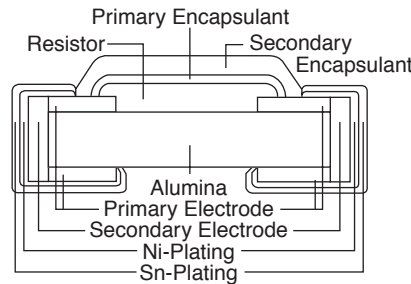 Primary Encapsulant
Resistor
Secondary
Encapsulant
Alumina
Primary Electrode
Secondary Electrode
Ni-Plating
Sn-Plating